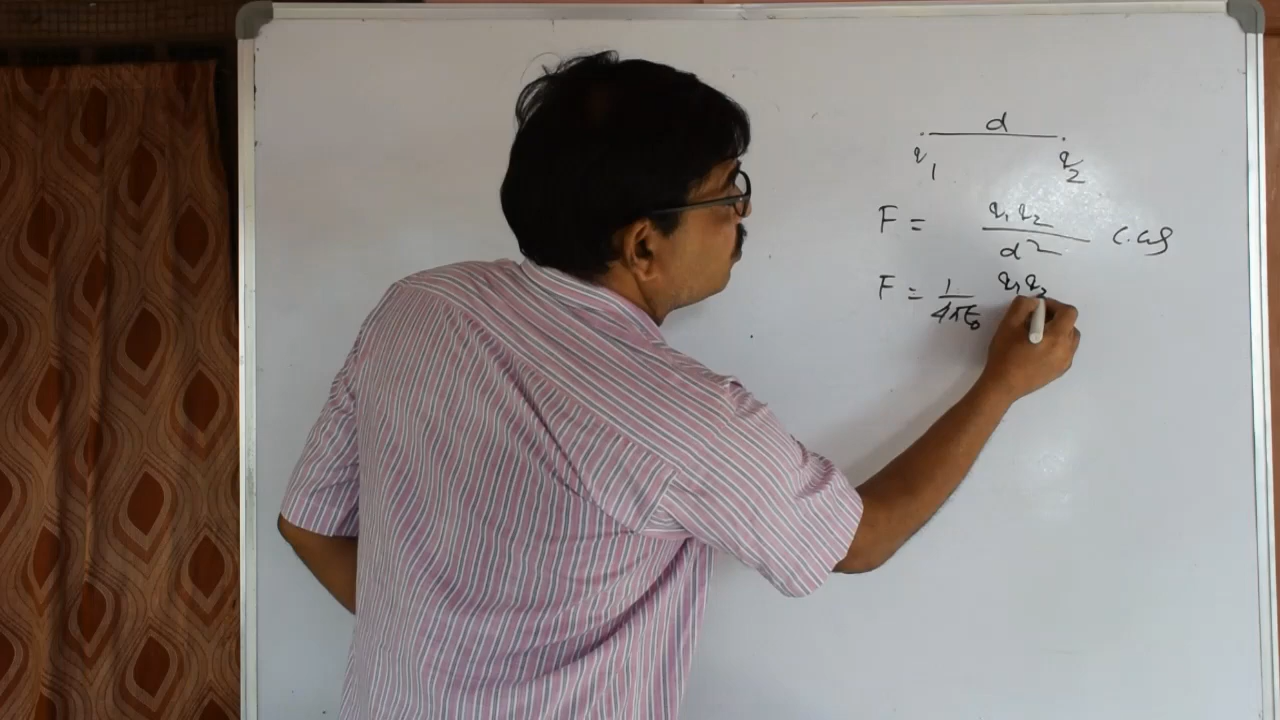 d
q₁ q₂
F = q₁q₂/d² C.G.S
F = 1/4πε₀ q₁q₂